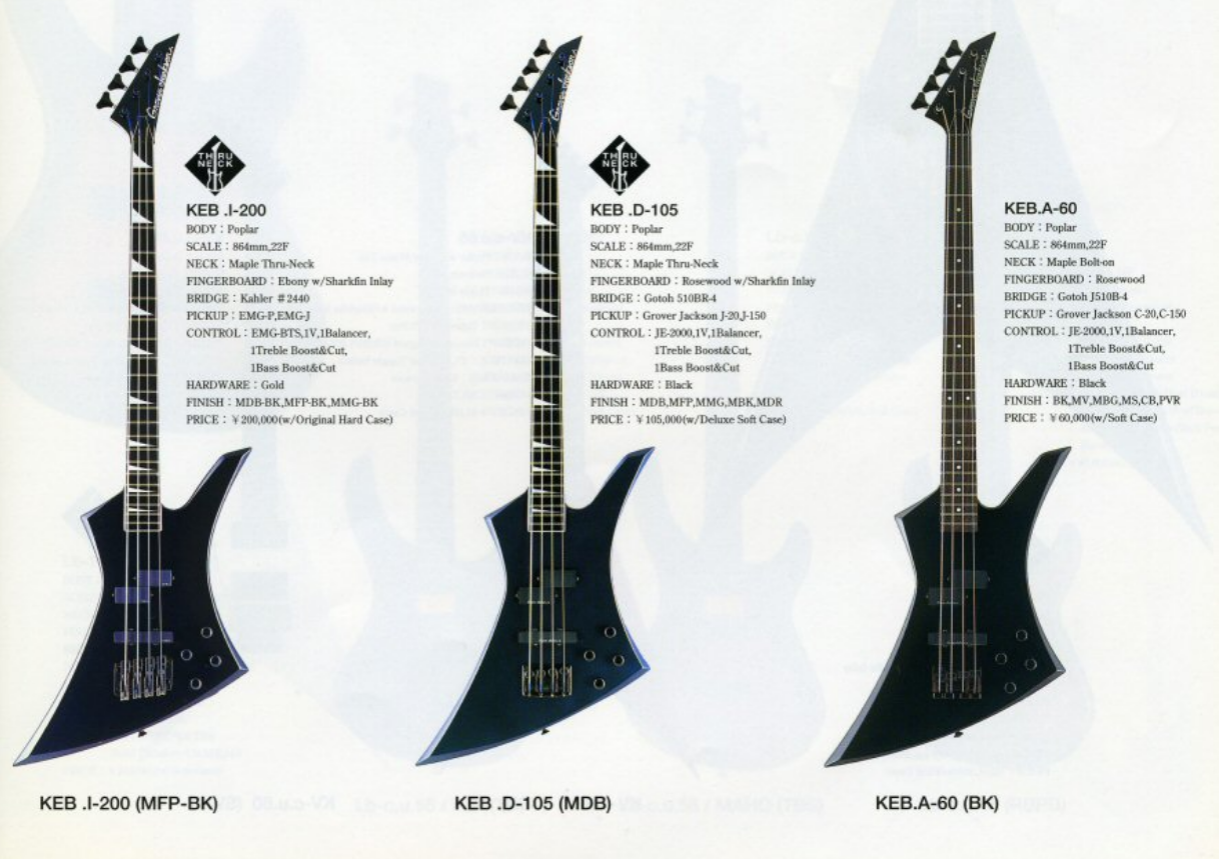 THRU
NECK
KEB .I-200
BODY：Poplar
SCALE：864mm,22F
NECK：Maple Thru-Neck
FINGERBOARD：Ebony w/Sharkfin Inlay
BRIDGE：Kahler ＃2440
PICKUP：EMG-P,EMG-J
CONTROL：EMG-BTS,1V,1Balancer,
1Treble Boost&Cut,
1Bass Boost&Cut
HARDWARE：Gold
FINISH：MDB-BK,MFP-BK,MMG-BK
PRICE：￥200,000(w/Original Hard Case)
KEB .I-200 (MFP-BK)
THRU
NECK
KEB .D-105
BODY：Poplar
SCALE：864mm,22F
NECK：Maple Thru-Neck
FINGERBOARD：Rosewood w/Sharkfin Inlay
BRIDGE：Gotoh 510BR-4
PICKUP：Grover Jackson J-20,J-150
CONTROL：JE-2000,1V,1Balancer,
1Treble Boost&Cut,
1Bass Boost&Cut
HARDWARE：Black
FINISH：MDB,MFP,MMG,MBK,MDR
PRICE：￥105,000(w/Deluxe Soft Case)
KEB .D-105 (MDB)
KEB.A-60
BODY：Poplar
SCALE：864mm,22F
NECK：Maple Bolt-on
FINGERBOARD：Rosewood
BRIDGE：Gotoh J510B-4
PICKUP：Grover Jackson C-20,C-150
CONTROL：JE-2000,1V,1Balancer,
1Treble Boost&Cut,
1Bass Boost&Cut
HARDWARE：Black
FINISH：BK,MV,MBG,MS,CB,PVR
PRICE：￥60,000(w/Soft Case)
KEB.A-60 (BK)